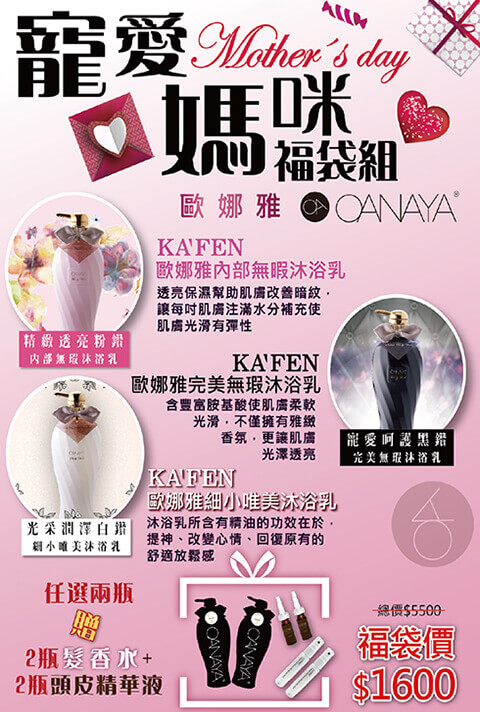 寵愛
Mother's day
媽咪
福袋組
歐娜雅 OA OANAYA®
KA'FEN
歐娜雅內部無暇沐浴乳
透亮保濕幫助肌膚改善暗紋，
讓每吋肌膚注滿水分補充使
肌膚光滑有彈性
精緻透亮粉鑽
內部無瑕沐浴乳
KA'FEN
歐娜雅完美無瑕沐浴乳
含豐富胺基酸使肌膚柔軟
光滑，不僅擁有雅緻
香氛，更讓肌膚
光澤透亮
寵愛呵護黑鑽
完美無瑕沐浴乳
KA'FEN
歐娜雅細小唯美沐浴乳
沐浴乳所含有精油的功效在於，
提神、改變心情、回復原有的
舒適放鬆感
光采潤澤白鑽
細小唯美沐浴乳
任選兩瓶
贈
2瓶髮香水+
2瓶頭皮精華液
OANAYA
OANAYA
總價$5500
福袋價
$1600